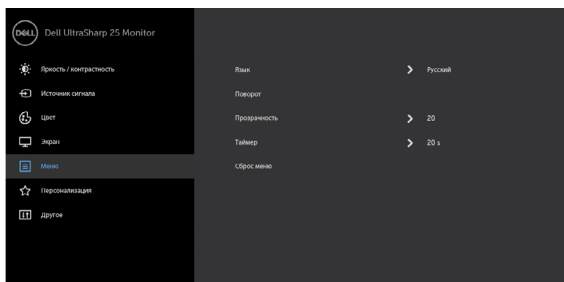 DELL Dell UltraSharp 25 Monitor
Яркость / контрастность
Источник сигнала
Цвет
Экран
Меню
Персонализация
Другое
Язык Русский
Поворот
Прозрачность 20
Таймер 20 s
Сброс меню